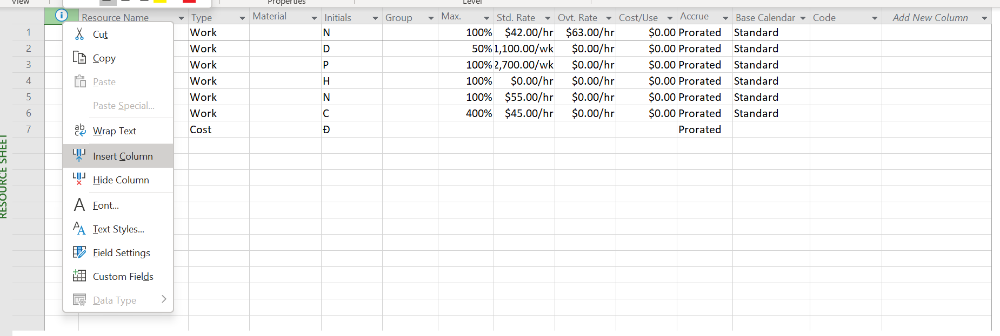 View Properties Level
Resource Name Type Material Initials Group Max. Std. Rate Ovt. Rate Cost/Use Accrue Base Calendar Code Add New Column
1 Work N 100% $42.00/hr $63.00/hr $0.00 Prorated Standard
2 Work D 50% 1,100.00/wk $0.00/hr $0.00 Prorated Standard
3 Work P 100% 2,700.00/wk $0.00/hr $0.00 Prorated Standard
4 Work H 100% $0.00/hr $0.00/hr $0.00 Prorated Standard
5 Work N 100% $55.00/hr $0.00/hr $0.00 Prorated Standard
6 Work C 400% $45.00/hr $0.00/hr $0.00 Prorated Standard
7 Cost Đ Prorated
Cut
Copy
Paste
Paste Special...
Wrap Text
Insert Column
Hide Column
Font...
Text Styles...
Field Settings
Custom Fields
Data Type
RESOURCE SHEET